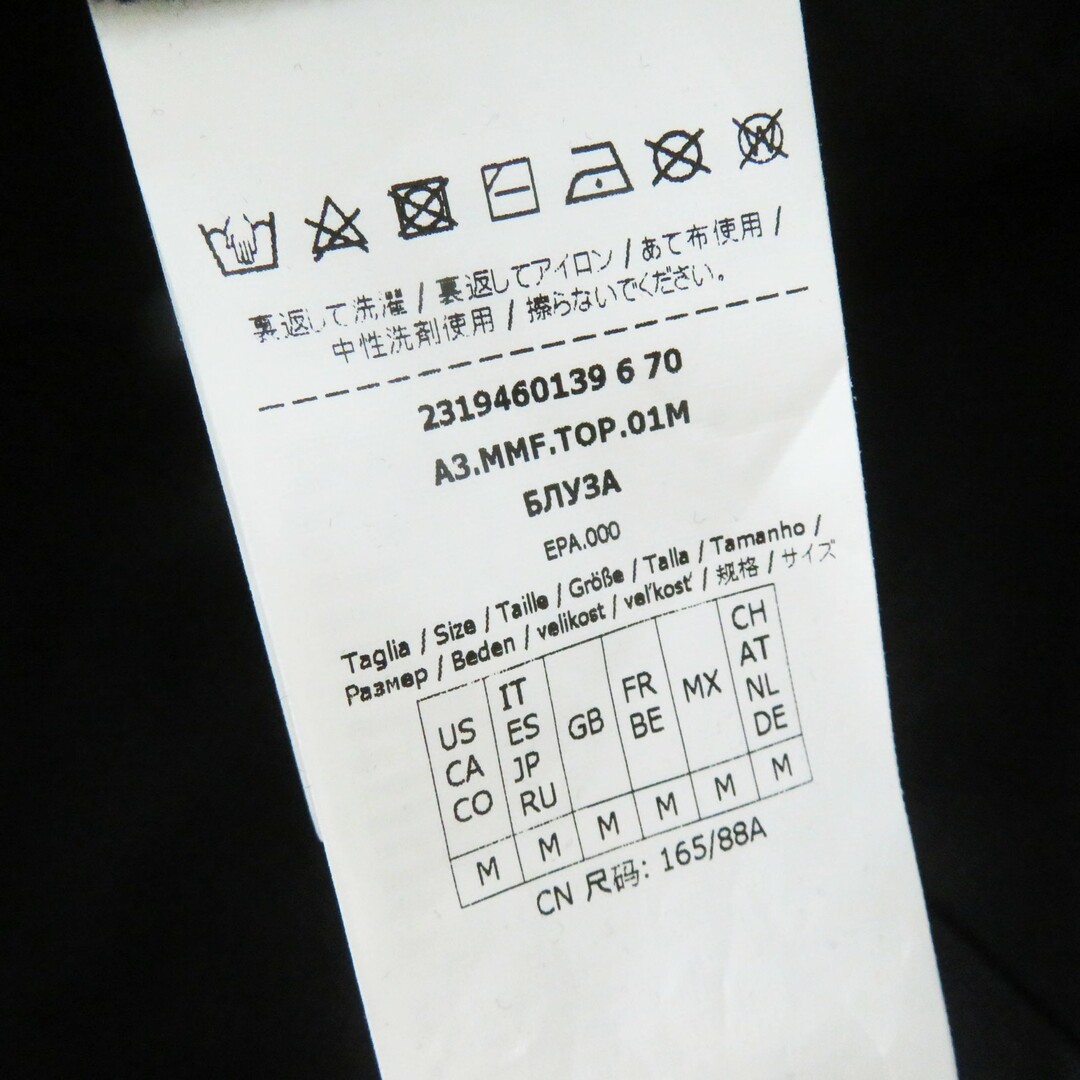 裏返して洗濯 / 裏返してアイロン / あて布使用 /
中性洗剤使用 / 擦らないでください。
2319460139 6 70
A3.MMF.TOP.01M
БЛУЗА
EPA.000
Taglia / Size / Taille / Größe / Talla / Tamanho /
Размер / Beden / velikost / veľkosť / 规格 / サイズ
US CA CO
IT ES JP RU
GB
FR BE
MX
CH AT NL DE
M M M M M M
CN 尺码: 165/88A